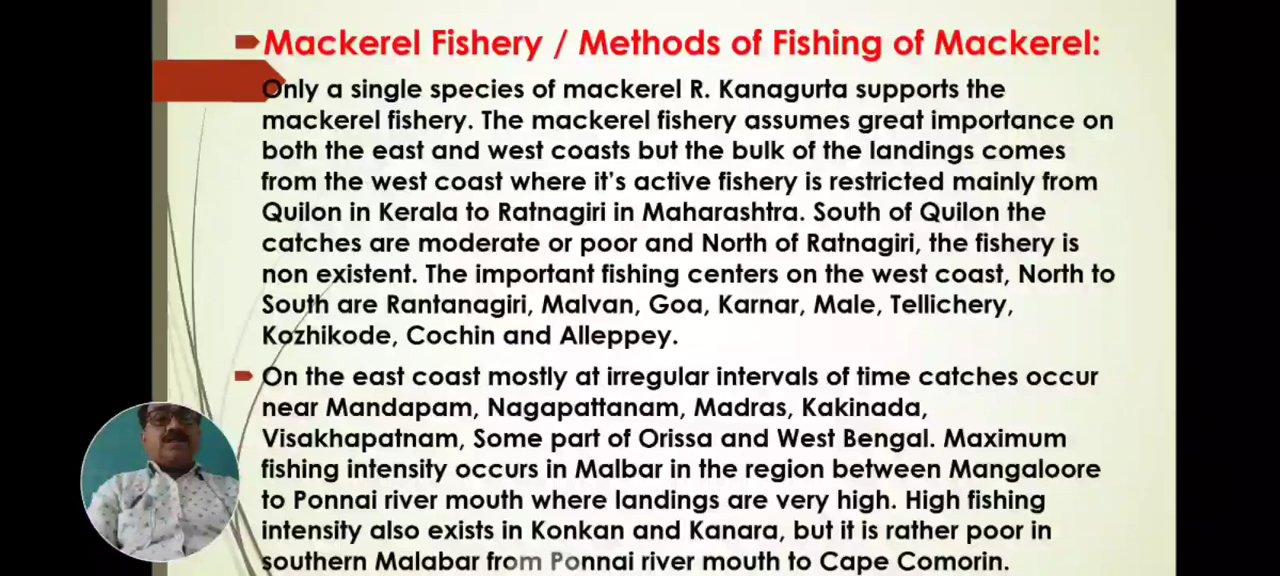 Mackerel Fishery / Methods of Fishing of Mackerel:
Only a single species of mackerel R. Kanagurta supports the
mackerel fishery. The mackerel fishery assumes great importance on
both the east and west coasts but the bulk of the landings comes
from the west coast where it's active fishery is restricted mainly from
Quilon in Kerala to Ratnagiri in Maharashtra. South of Quilon the
catches are moderate or poor and North of Ratnagiri, the fishery is
non existent. The important fishing centers on the west coast, North to
South are Rantanagiri, Malvan, Goa, Karnar, Male, Tellichery,
Kozhikode, Cochin and Alleppey.
On the east coast mostly at irregular intervals of time catches occur
near Mandapam, Nagapattanam, Madras, Kakinada,
Visakhapatnam, Some part of Orissa and West Bengal. Maximum
fishing intensity occurs in Malbar in the region between Mangaloore
to Ponnai river mouth where landings are very high. High fishing
intensity also exists in Konkan and Kanara, but it is rather poor in
southern Malabar from Ponnai river mouth to Cape Comorin.